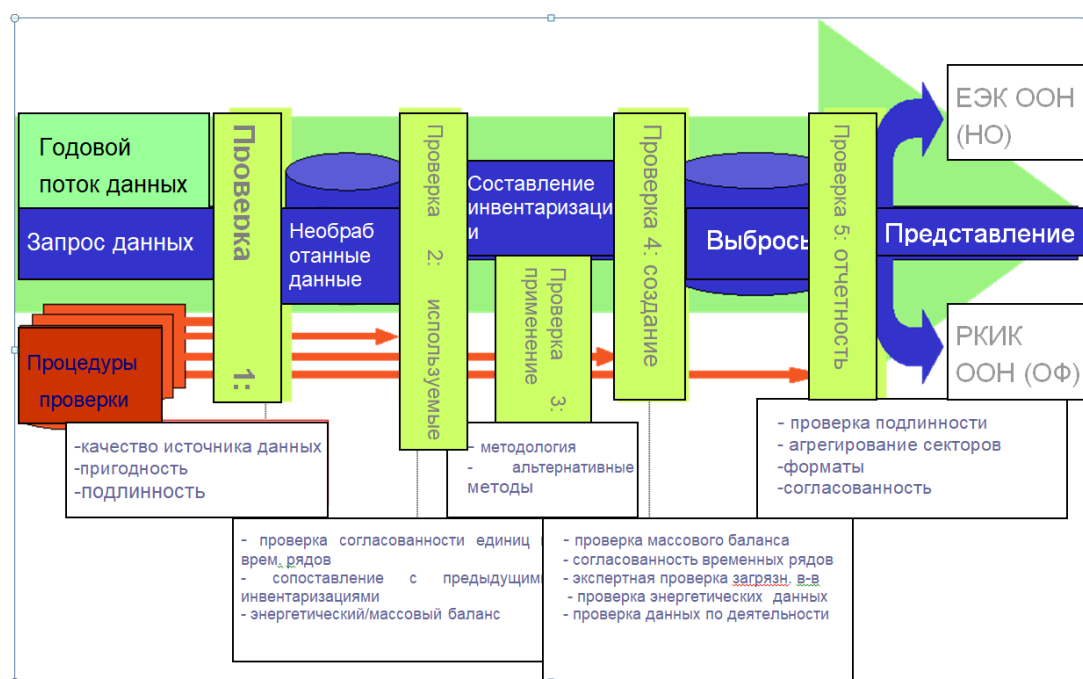 Годовой
поток данных
Запрос данных
Процедуры
проверки
Проверка 1:
Необраб
отанные
данные
Проверка 2: используемые
Составление
инвентаризаци
и
Проверка 3:
применение
Проверка 4: создание
Выбросы
Проверка 5: отчетность
Представление
ЕЭК ООН
(НО)
РКИК
ООН (ОФ)
-качество источника данных
-пригодность
-подлинность
- проверка согласованности единиц
врем. рядов
- сопоставление с предыдущими
инвентаризациями
- энергетический/массовый баланс
- методология
- альтернативные
методы
- проверка массового баланса
- согласованность временных рядов
- экспертная проверка загрязн. в-в
- проверка энергетических данных
- проверка данных по деятельности
- проверка подлинности
- агрегирование секторов
-форматы
-согласованность